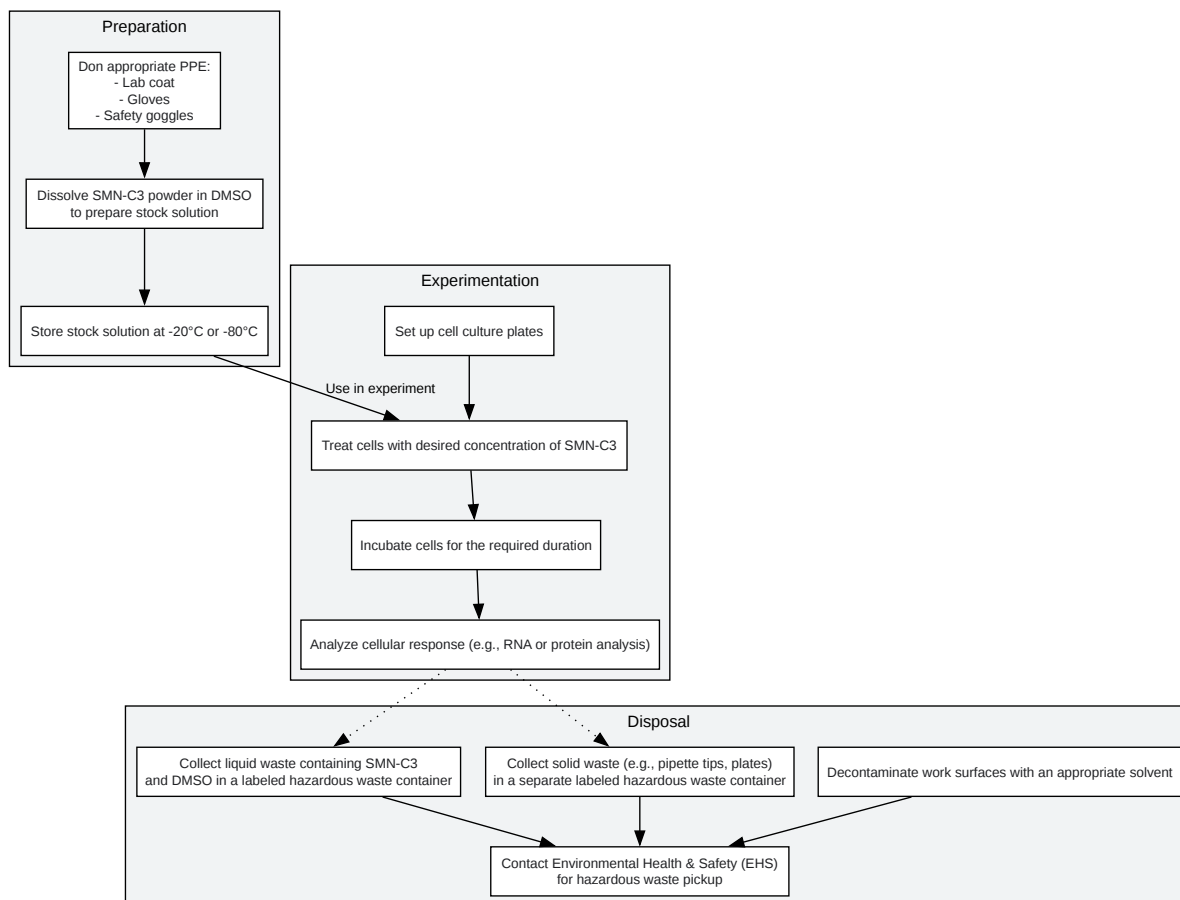 Preparation
Don appropriate PPE:
- Lab coat
- Gloves
- Safety goggles
Dissolve SMN-C3 powder in DMSO
to prepare stock solution
Store stock solution at -20°C or -80°C
Experimentation
Set up cell culture plates
Use in experiment
Treat cells with desired concentration of SMN-C3
Incubate cells for the required duration
Analyze cellular response (e.g., RNA or protein analysis)
Disposal
Collect liquid waste containing SMN-C3
and DMSO in a labeled hazardous waste container
Collect solid waste (e.g., pipette tips, plates)
in a separate labeled hazardous waste container
Decontaminate work surfaces with an appropriate solvent
Contact Environmental Health & Safety (EHS)
for hazardous waste pickup